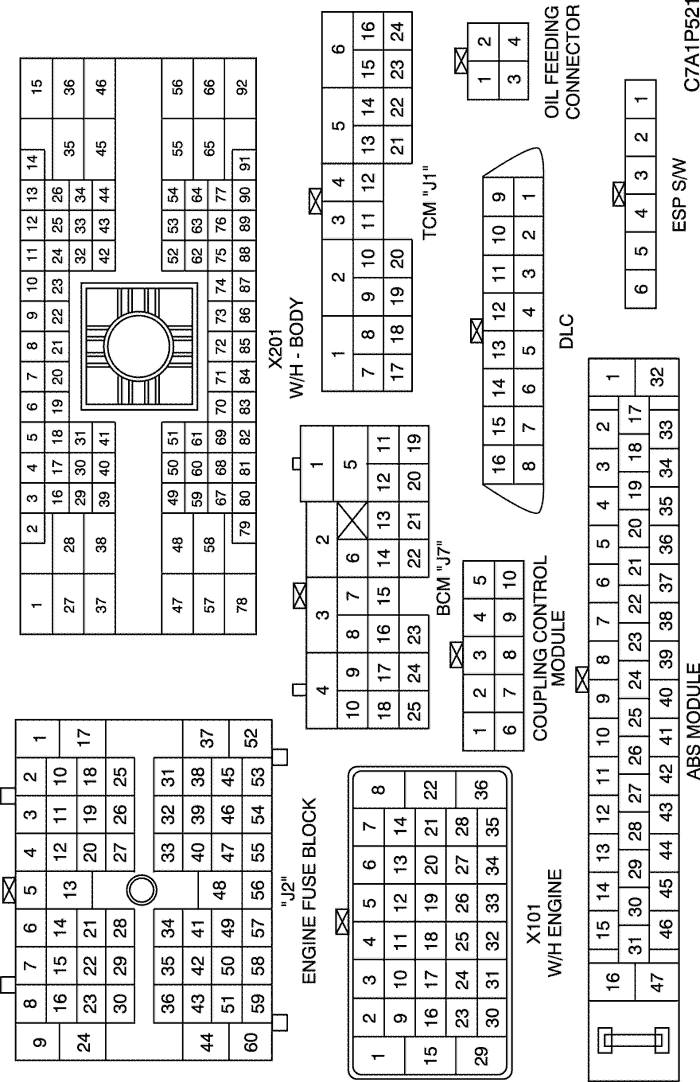 9 8 7 6 5 4 3 2 1
16 15 14 13 12 11 10
24 23 22 21 20 19 18 17
30 29 28 27 26 25
36 35 34 33 32 31
44 43 42 41 40 39 38 37
51 50 49 48 47 46 45
60 59 58 57 56 55 54 53 52
"J2"
ENGINE FUSE BLOCK
1 2 3 4 5 6 7 8 9 10 11 12 13 14 15
16 17 18 19 20 21 22 23 24 25 26
27 28 29 30 31 32 33 34 35 36
37 38 39 40 41 42 43 44 45 46
47 48 49 50 51 52 53 54 55 56
57 58 59 60 61 62 63 64 65 66
67 68 69 70 71 72 73 74 75 76 77
78 79 80 81 82 83 84 85 86 87 88 89 90 91 92
X201
W/H - BODY
1 2 3 4 5 6 7 8
9 10 11 12 13 14
15 16 17 18 19 20 21 22
23 24 25 26 27 28
29 30 31 32 33 34 35 36
X101
W/H ENGINE
4 3 2 1
10 9 8 7 6 5
18 17 16 15 14 13 12 11
25 24 23 22 21 20 19
BCM "J7"
1 2 3 4 5 6
7 8 9 10 11 12 13 14 15 16
17 18 19 20 21 22 23 24
TCM "J1"
1 2 3 4 5
6 7 8 9 10
COUPLING CONTROL
MODULE
16 15 14 13 12 11 10 9
8 7 6 5 4 3 2 1
DLC
1 2
3 4
OIL FEEDING
CONNECTOR
16 15 14 13 12 11 10 9 8 7 6 5 4 3 2 1
31 30 29 28 27 26 25 24 23 22 21 20 19 18 17
47 46 45 44 43 42 41 40 39 38 37 36 35 34 33 32
ABS MODULE
6 5 4 3 2 1
ESP S/W
C7A1P521